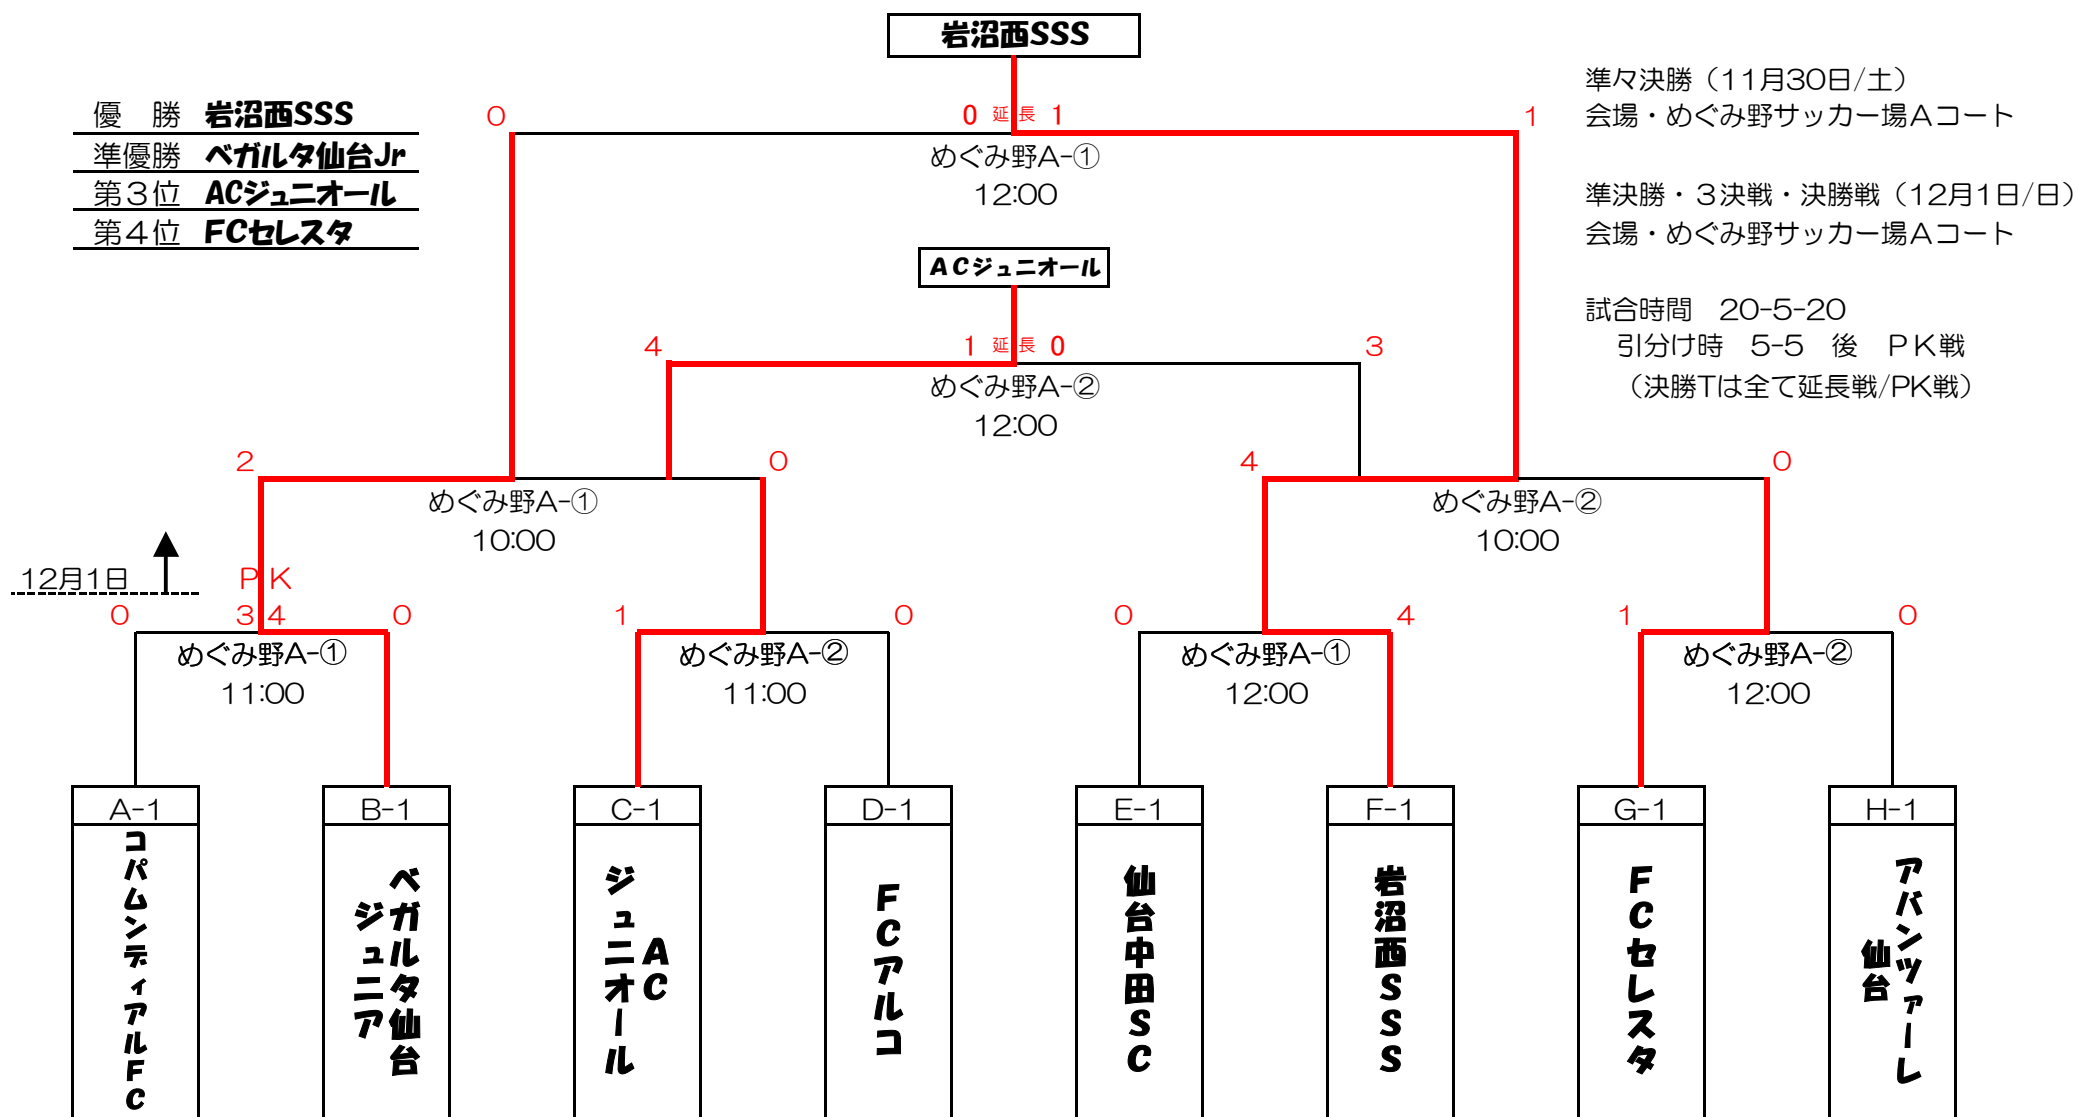 岩沼西SSS
優　勝　岩沼西SSS
準優勝　ベガルタ仙台Jr
第３位　ACジュニオール
第４位　FCセレスタ
準々決勝（11月30日/土）
会場・めぐみ野サッカー場Aコート
準決勝・３決戦・決勝戦（12月1日/日）
会場・めぐみ野サッカー場Aコート
試合時間　20-5-20
引分け時　5-5　後　ＰＫ戦
（決勝Tは全て延長戦/PK戦）
0　0 延長 1　1
めぐみ野A-①
12:00
ACジュニオール
4　1 延長 0　3
めぐみ野A-②
12:00
2　0
めぐみ野A-①
10:00
4　0
めぐみ野A-②
10:00
12月1日
PK
0　3 4　0
めぐみ野A-①
11:00
1　0
めぐみ野A-②
11:00
0　4
めぐみ野A-①
12:00
1　0
めぐみ野A-②
12:00
A-1
コパムンディアルFC
B-1
ベガルタ仙台
ジュニア
C-1
AC
ジュニオール
D-1
FCアルコ
E-1
仙台中田SC
F-1
岩沼西SSS
G-1
FCセレスタ
H-1
アバンツァーレ
仙台